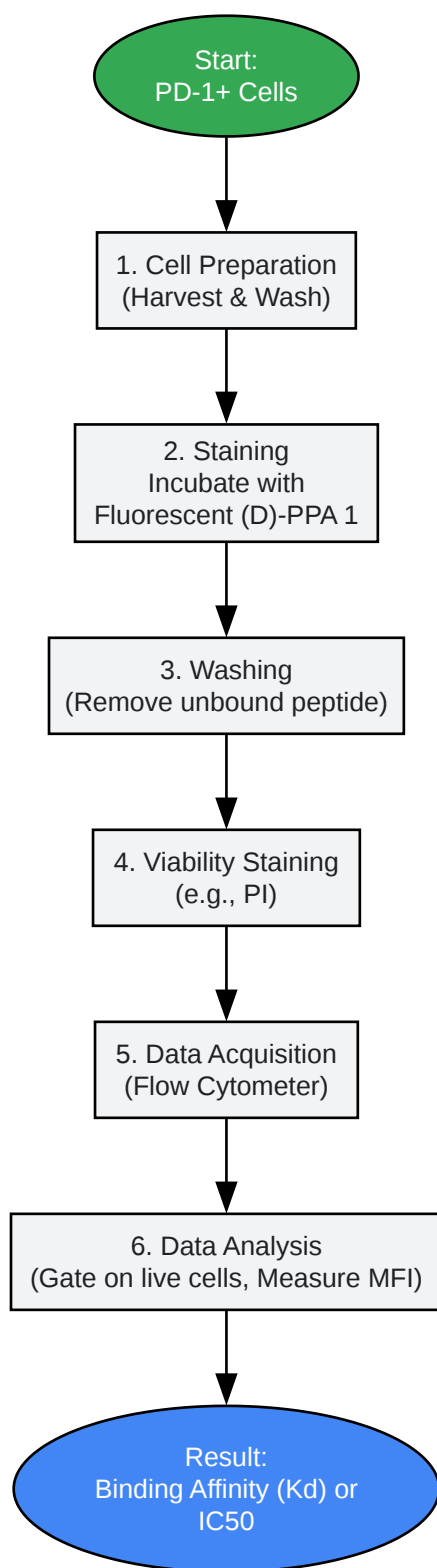 Start:
PD-1+ Cells
1. Cell Preparation
(Harvest & Wash)
2. Staining
Incubate with
Fluorescent (D)-PPA 1
3. Washing
(Remove unbound peptide)
4. Viability Staining
(e.g., PI)
5. Data Acquisition
(Flow Cytometer)
6. Data Analysis
(Gate on live cells, Measure MFI)
Result:
Binding Affinity (Kd) or
IC50